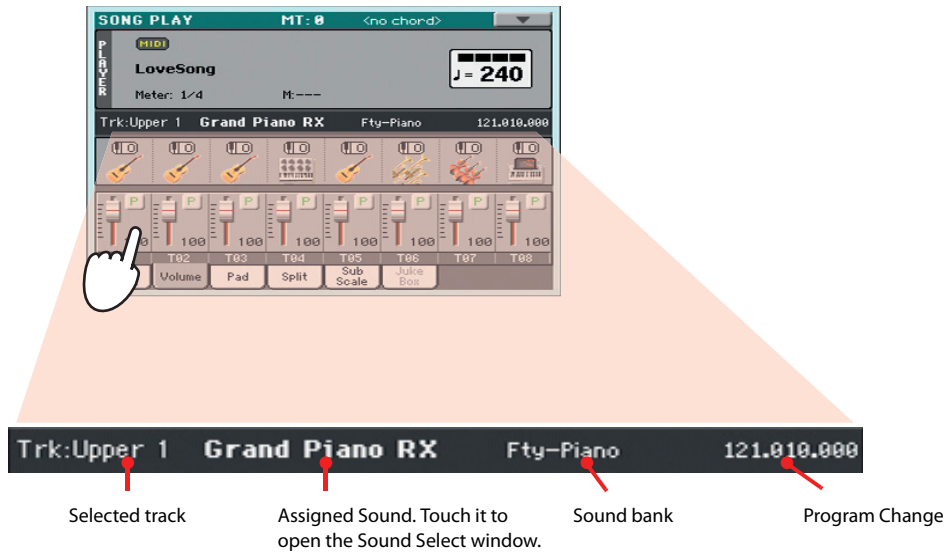 SONG PLAY MT: 0 <no chord>
PLAYER
MIDI
LoveSong
♩= 240
Meter: 1/4 M:---
Trk:Upper 1 Grand Piano RX Fty-Piano 121.010.000
P P P P P P P P
100 100 100 100 100 100 100
T02 T03 T04 T05 T06 T07 T08
Volume Pad Split Sub Scale Juke Box
Trk:Upper 1 Grand Piano RX Fty-Piano 121.010.000
Selected track
Assigned Sound. Touch it to
open the Sound Select window.
Sound bank
Program Change